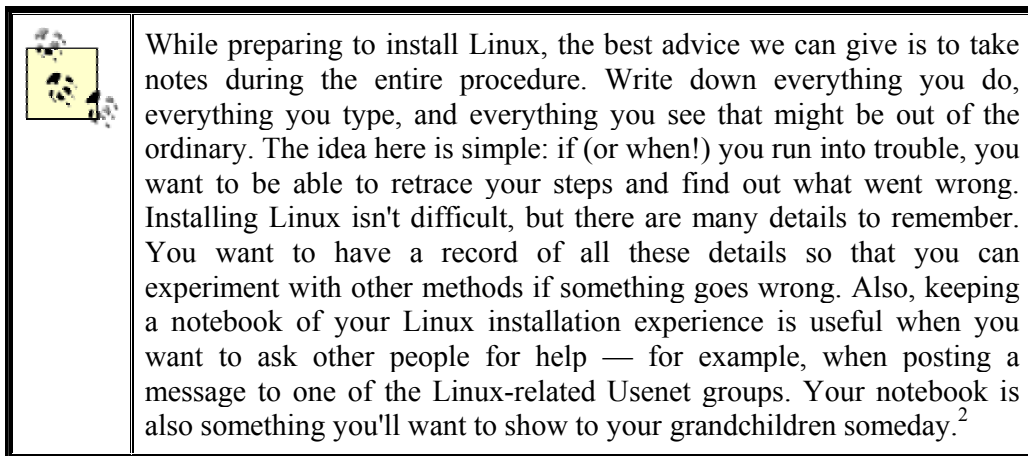 While preparing to install Linux, the best advice we can give is to take
notes during the entire procedure. Write down everything you do,
everything you type, and everything you see that might be out of the
ordinary. The idea here is simple: if (or when!) you run into trouble, you
want to be able to retrace your steps and find out what went wrong.
Installing Linux isn't difficult, but there are many details to remember.
You want to have a record of all these details so that you can
experiment with other methods if something goes wrong. Also, keeping
a notebook of your Linux installation experience is useful when you
want to ask other people for help — for example, when posting a
message to one of the Linux-related Usenet groups. Your notebook is
also something you'll want to show to your grandchildren someday.²